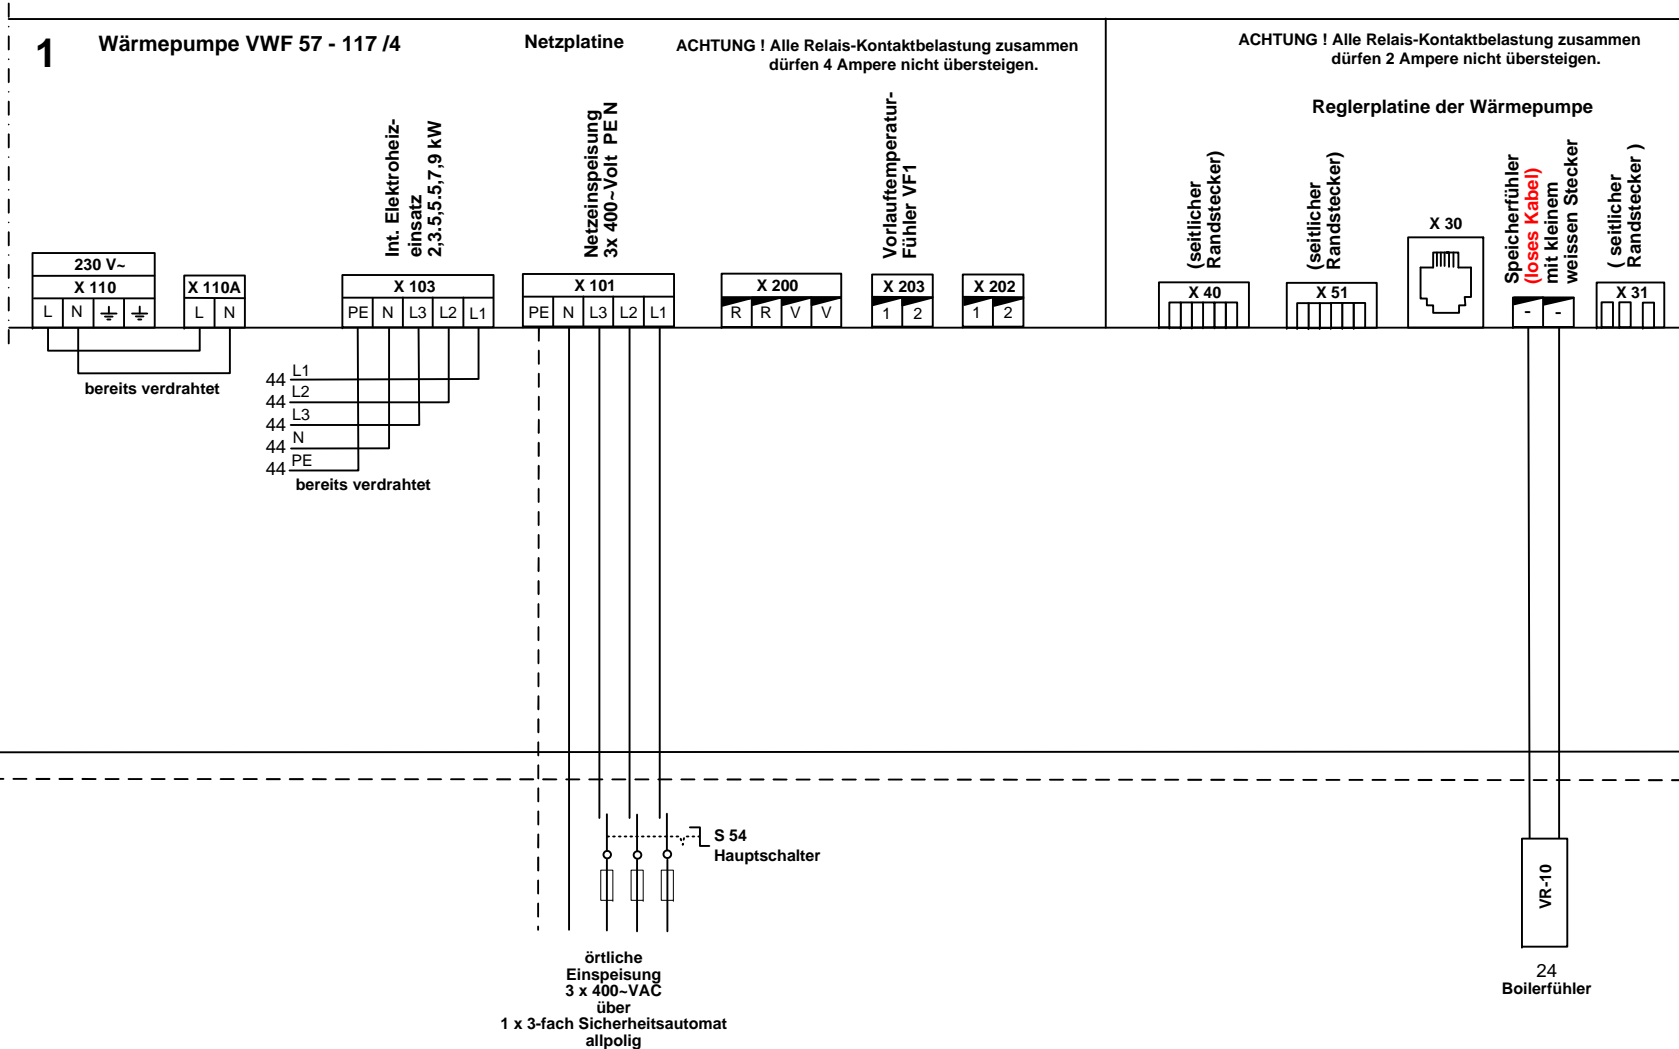 1
Wärmepumpe VWF 57 - 117 /4
Netzplatine
ACHTUNG ! Alle Relais-Kontaktbelastung zusammen
dürfen 4 Ampere nicht übersteigen.
ACHTUNG ! Alle Relais-Kontaktbelastung zusammen
dürfen 2 Ampere nicht übersteigen.
Reglerplatine der Wärmepumpe
Int. Elektroheiz-
einsatz
2,3.5,5.5,7,9 kW
Netzeinspeisung
3x 400~Volt PE N
Vorlauftemperatur-
Fühler VF1
(seitlicher
Randstecker)
(seitlicher
Randstecker)
Speicherfühler
(loses Kabel)
mit kleinem
weissen Stecker
( seitlicher
Randstecker )
230 V~
X 110
L N
X 110A
L N
X 103
PE N L3 L2 L1
X 101
PE N L3 L2 L1
X 200
R R V V
X 203
1 2
X 202
1 2
X 40
X 51
X 30
- -
X 31
bereits verdrahtet
44 L1
44 L2
44 L3
44 N
44 PE
bereits verdrahtet
S 54
Hauptschalter
örtliche
Einspeisung
3 x 400~VAC
über
1 x 3-fach Sicherheitsautomat
allpolig
VR-10
24
Boilerfühler